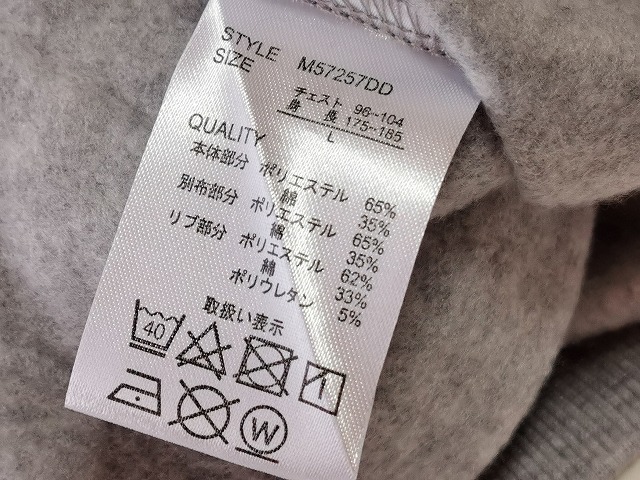 STYLE M57257DD
SIZE
チェスト 96~104
身 長 175~185
L
QUALITY
本体部分 ポリエステル 65%
綿 35%
別布部分 ポリエステル 65%
綿 35%
リブ部分 ポリエステル 62%
綿 33%
ポリウレタン 5%
取扱い表示
40
W